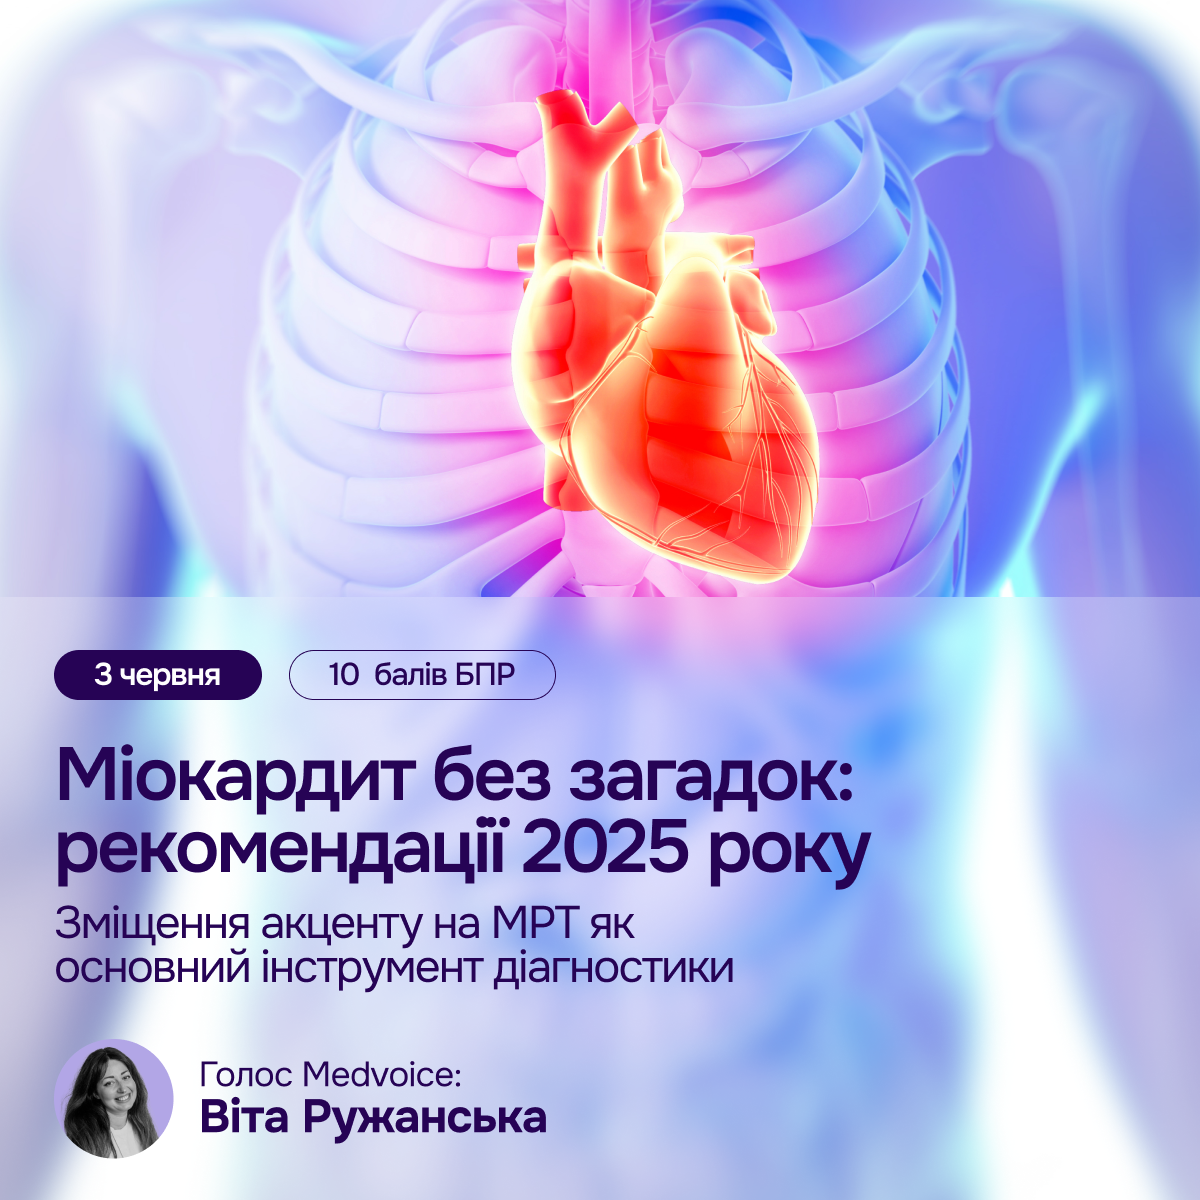 3 червня
10 балів БПР
Міокардит без загадок:
рекомендації 2025 року
Зміщення акценту на МРТ як
основний інструмент діагностики
Голос Medvoice:
Віта Ружанська